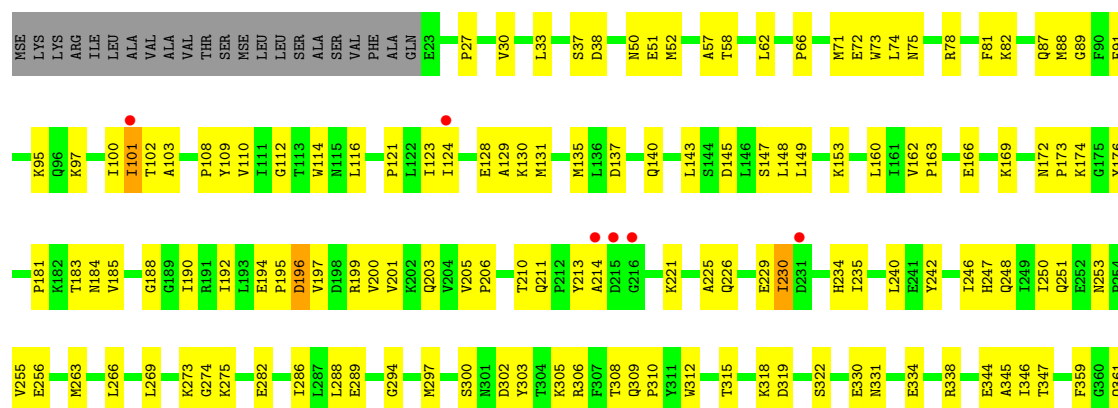 MSE LYS LYS ARG ILE LEU ALA VAL ALA VAL THR SER MSE LEU LEU SER ALA SER VAL PHE ALA GLN E23 P27 V30 L33 S37 D38 N50 E51 M52 A57 T58 L62 P66 M71 E72 W73 L74 N75 R78 F81 K82 Q87 M88 G89 F90
K95 Q96 K97 I100 I101 T102 A103 P108 Y109 V110 I111 G112 T113 W114 N115 L116 P121 L122 I123 I124 E128 A129 K130 M131 M135 L136 D137 Q140 L143 S144 D145 L146 S147 L148 L149 K153 L160 I161 V162 P163 E166 K169 N172 P173 K174 G175
P181 K182 T183 N184 V185 G188 G189 I190 R191 I192 L193 E194 P195 D196 V197 D198 R199 V200 Y201 K202 Q203 V204 V205 P206 T210 Q211 P212 Y213 A214 D215 G216 K221 A225 Q226 E229 I230 D231 H234 I235 L240 E241 Y242 I246 H247 Q248 I249 I250 Q251 E252 N253
V255 E256 M263 L266 L269 K273 G274 K275 E282 I286 L287 L288 E289 G294 M297 S300 N301 D302 Y303 T304 K305 R306 F307 T308 Q309 P310 Y311 W312 T315 K318 D319 S322 E330 N331 E334 R338 E344 A345 I346 T347 F359 G360